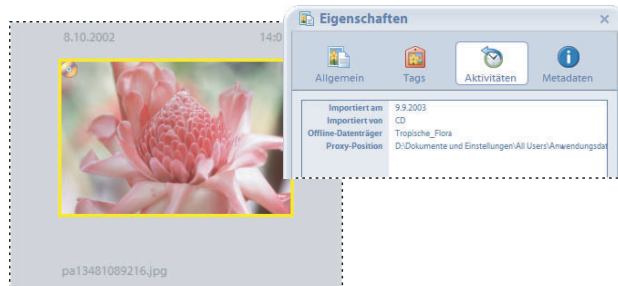 8.10.2002 14:0
pa13481089216.jpg
Eigenschaften
Allgemein Tags Aktivitäten Metadaten
Importiert am 9.9.2003
Importiert von CD
Offline-Datenträger Tropische_Flora
Proxy-Position D:\Dokumente und Einstellungen\All Users\Anwendungsdat